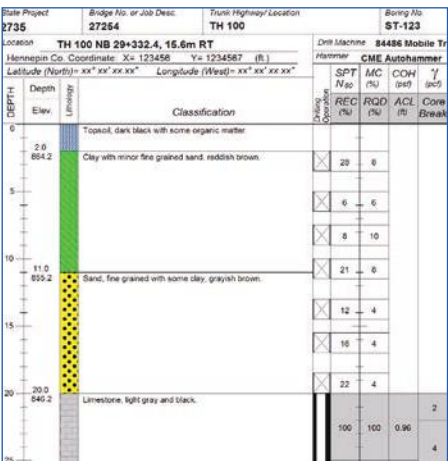 State Project Bridge No. or Job Desc. Trunk Highway/Location Boring No.
2735 27254 TH 100 ST-123
Location TH 100 NB 29+332.4, 15.6m RT Drill Machine 84486 Mobile Tr
Hennepin Co. Coordinate: X= 123456 Y= 1234567 (ft.) Hammer CME Autohammer
Latitude (North)= xx° xx' xx.xx" Longitude (West)= xx° xx' xx.xx"
DEPTH Depth Lithology Classification Drilling Operation SPT N60 MC (%) COH (psf) γ (pcf)
Elev. REC (%) RQD (%) ACL (ft) Core Break
0 Topsoil, dark black with some organic matter.
2.0
864.2 Clay with minor fine grained sand. reddish brown.
28 8
5
6 6
8 10
10
11.0 21 8
855.2 Sand, fine grained with some clay, grayish brown.
12 4
15
16 4
22 4
20 20.0
846.2 Limestone, light gray and black.
2
100 100 0.96
4
25